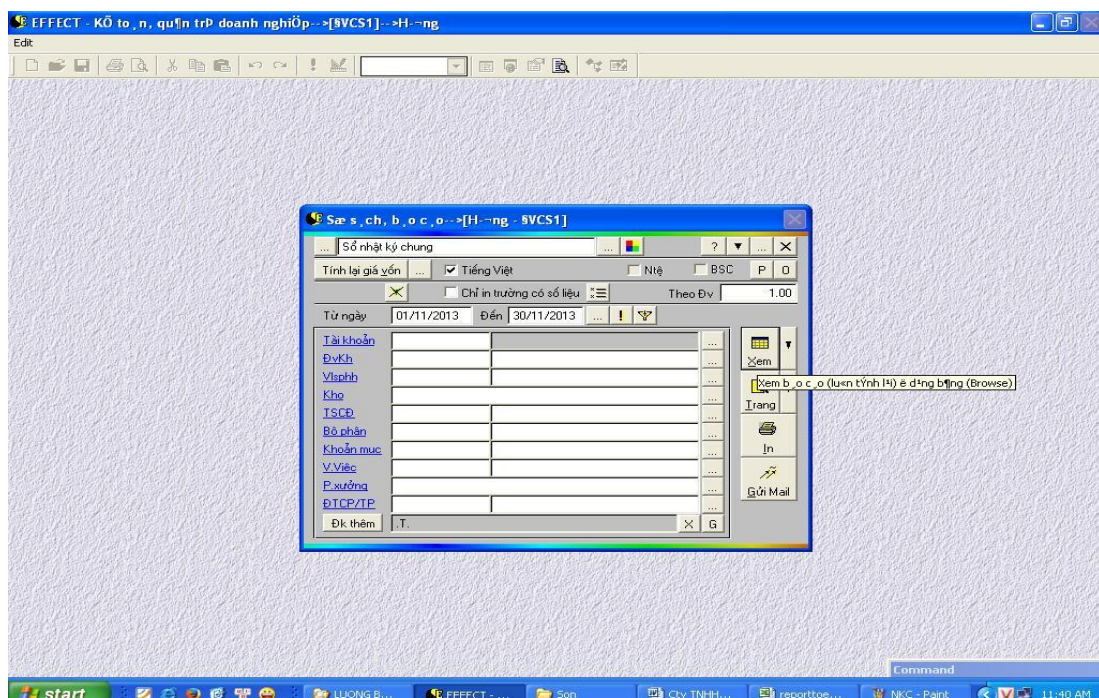 EFFECT - KÕ to¸n, qu¶n trÞ doanh nghiÖp-->[§VCS1]-->H-¬ng
Edit
Sæ s¸ch, b¸o c¸o-->[H-¬ng - §VCS1]
... Sổ nhật ký chung ... ? ▼ ... X
Tính lại giá vốn ... Tiếng Việt Ntệ BSC P O
Chỉ in trường có số liệu Theo Đv 1.00
Từ ngày 01/11/2013 Đến 30/11/2013 ... !
Tài khoản ...
ĐvKh ...
Vlsphh ...
Kho ...
TSCĐ ...
Bộ phận ...
Khoản mục ...
V.Việc ...
P.xưởng ...
ĐTCP/TP ...
Đk thêm .T. X G
Xem
Xem b¸o c¸o (lu«n tÝnh l¹i) ë d¹ng b¶ng (Browse)
Trang
In
Gửi Mail
Command
start LUONG B... EFFECT - ... Son Cty TNHH... reporttoe... NKC - Paint 11:40 AM